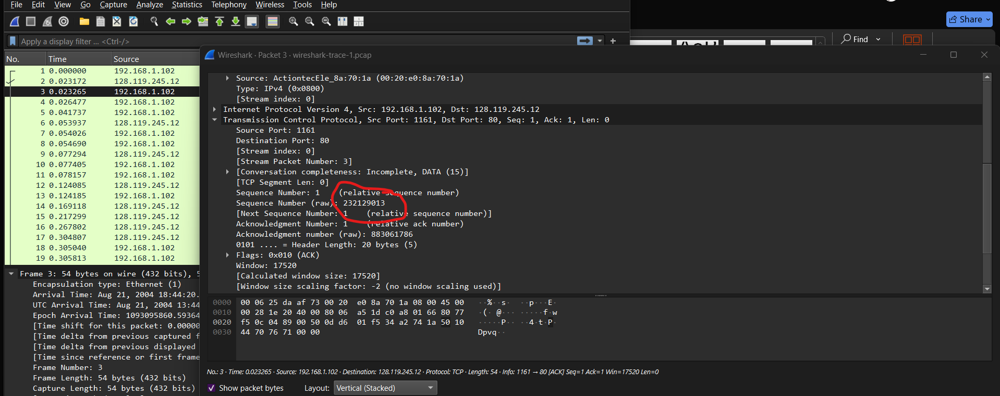 File Edit View Go Capture Analyze Statistics Telephony Wireless Tools Help
Share
Apply a display filter ... <Ctrl-/>
Find
No. Time Source
Wireshark · Packet 3 · wireshark-trace-1.pcap
1 0.000000 192.168.1.102
2 0.023172 128.119.245.12
3 0.023265 192.168.1.102
4 0.026477 192.168.1.102
5 0.041737 192.168.1.102
6 0.053937 128.119.245.12
7 0.054026 192.168.1.102
8 0.054690 192.168.1.102
9 0.077294 128.119.245.12
10 0.077405 192.168.1.102
11 0.078157 192.168.1.102
12 0.124085 128.119.245.12
13 0.124185 192.168.1.102
14 0.169118 128.119.245.12
15 0.217299 128.119.245.12
16 0.267802 128.119.245.12
17 0.304807 128.119.245.12
18 0.305040 192.168.1.102
19 0.305813 192.168.1.102
Frame 3: 54 bytes on wire (432 bits),
Encapsulation type: Ethernet (1)
Arrival Time: Aug 21, 2004 18:44:20.
UTC Arrival Time: Aug 21, 2004 13:44
Epoch Arrival Time: 1093095860.59364
[Time shift for this packet: 0.00000
[Time delta from previous captured f
[Time delta from previous displayed
[Time since reference or first frame
Frame Number: 3
Frame Length: 54 bytes (432 bits)
Capture Length: 54 bytes (432 bits)
Source: ActiontecEle_8a:70:1a (00:20:e0:8a:70:1a)
Type: IPv4 (0x0800)
[Stream index: 0]
Internet Protocol Version 4, Src: 192.168.1.102, Dst: 128.119.245.12
Transmission Control Protocol, Src Port: 1161, Dst Port: 80, Seq: 1, Ack: 1, Len: 0
Source Port: 1161
Destination Port: 80
[Stream index: 0]
[Stream Packet Number: 3]
[Conversation completeness: Incomplete, DATA (15)]
[TCP Segment Len: 0]
Sequence Number: 1    (relative sequence number)
Sequence Number (raw): 232129013
[Next Sequence Number: 1    (relative sequence number)]
Acknowledgment Number: 1    (relative ack number)
Acknowledgment number (raw): 883061786
0101 .... = Header Length: 20 bytes (5)
Flags: 0x010 (ACK)
Window: 17520
[Calculated window size: 17520]
[Window size scaling factor: -2 (no window scaling used)]
0000 00 06 25 da af 73 00 20 e0 8a 70 1a 08 00 45 00 ··%··s· ··p···E·
0010 00 28 1e 20 40 00 80 06 a5 1d c0 a8 01 66 80 77 ·(· @··· ·····f·w
0020 f5 0c 04 89 00 50 0d d6 01 f5 34 a2 74 1a 50 10 ·····P·· ··4·t·P·
0030 44 70 76 71 00 00 Dpvq··
No.: 3 · Time: 0.023265 · Source: 192.168.1.102 · Destination: 128.119.245.12 · Protocol: TCP · Length: 54 · Info: 1161 → 80 [ACK] Seq=1 Ack=1 Win=17520 Len=0
Show packet bytes Layout: Vertical (Stacked)